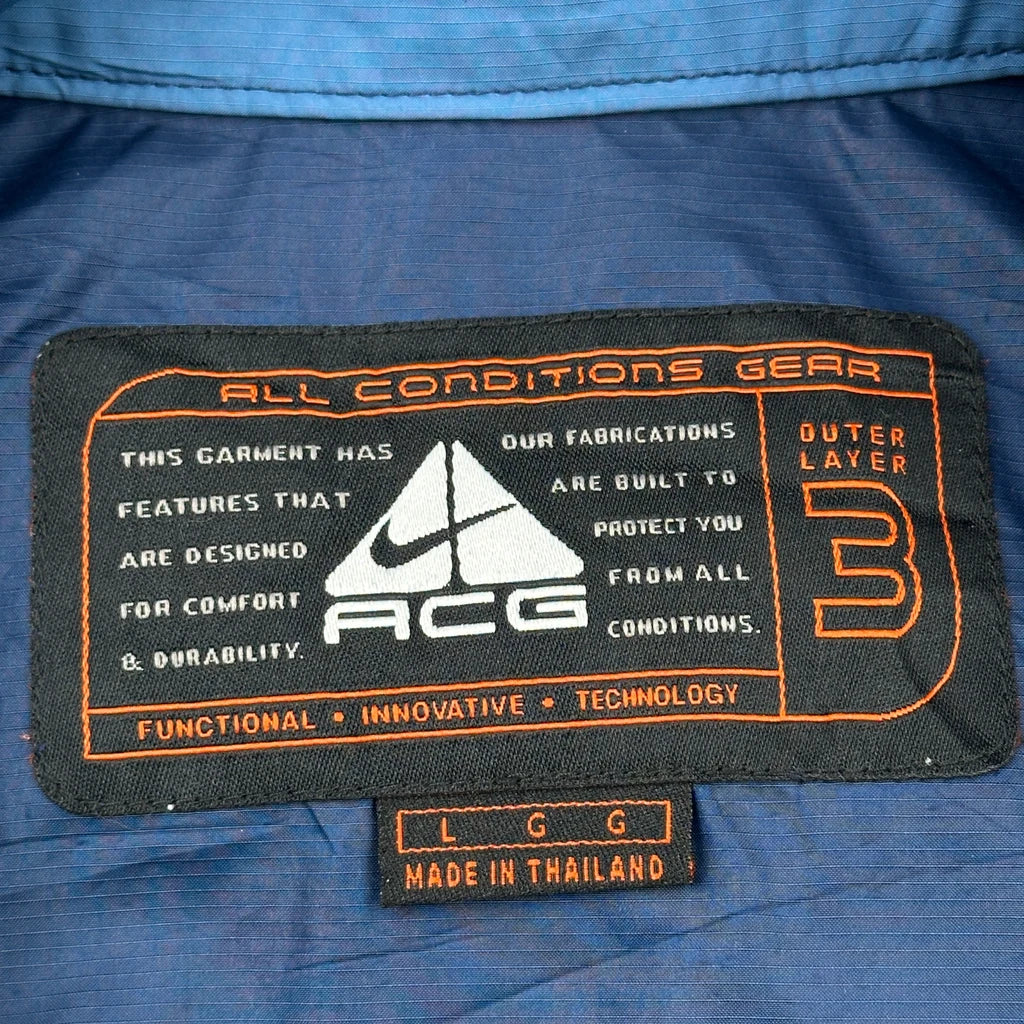 ALL CONDITIONS GEAR
THIS GARMENT HAS
FEATURES THAT
ARE DESIGNED
FOR COMFORT
& DURABILITY.
ACG
OUR FABRICATIONS
ARE BUILT TO
PROTECT YOU
FROM ALL
CONDITIONS.
OUTER
LAYER
3
FUNCTIONAL • INNOVATIVE • TECHNOLOGY
L G G
MADE IN THAILAND